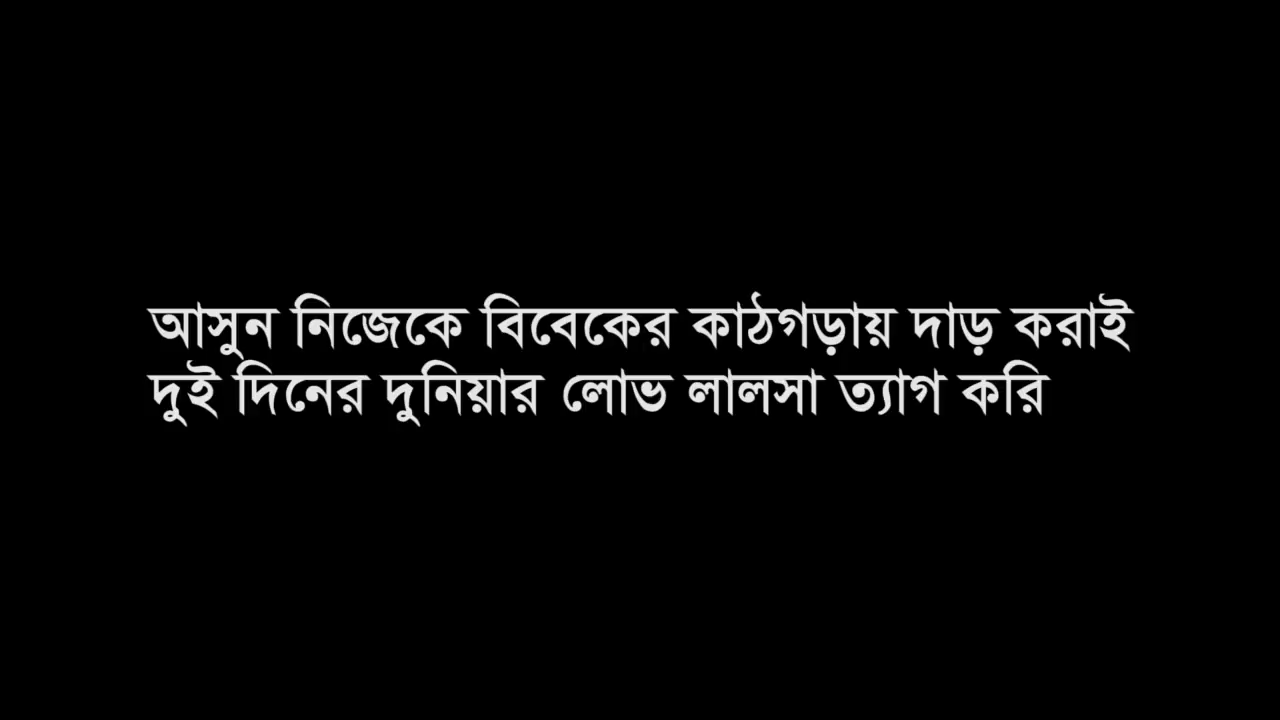 আসুন নিজেকে বিবেকের কাঠগড়ায় দাড় করাই
দুই দিনের দুনিয়ার লোভ লালসা ত্যাগ করি